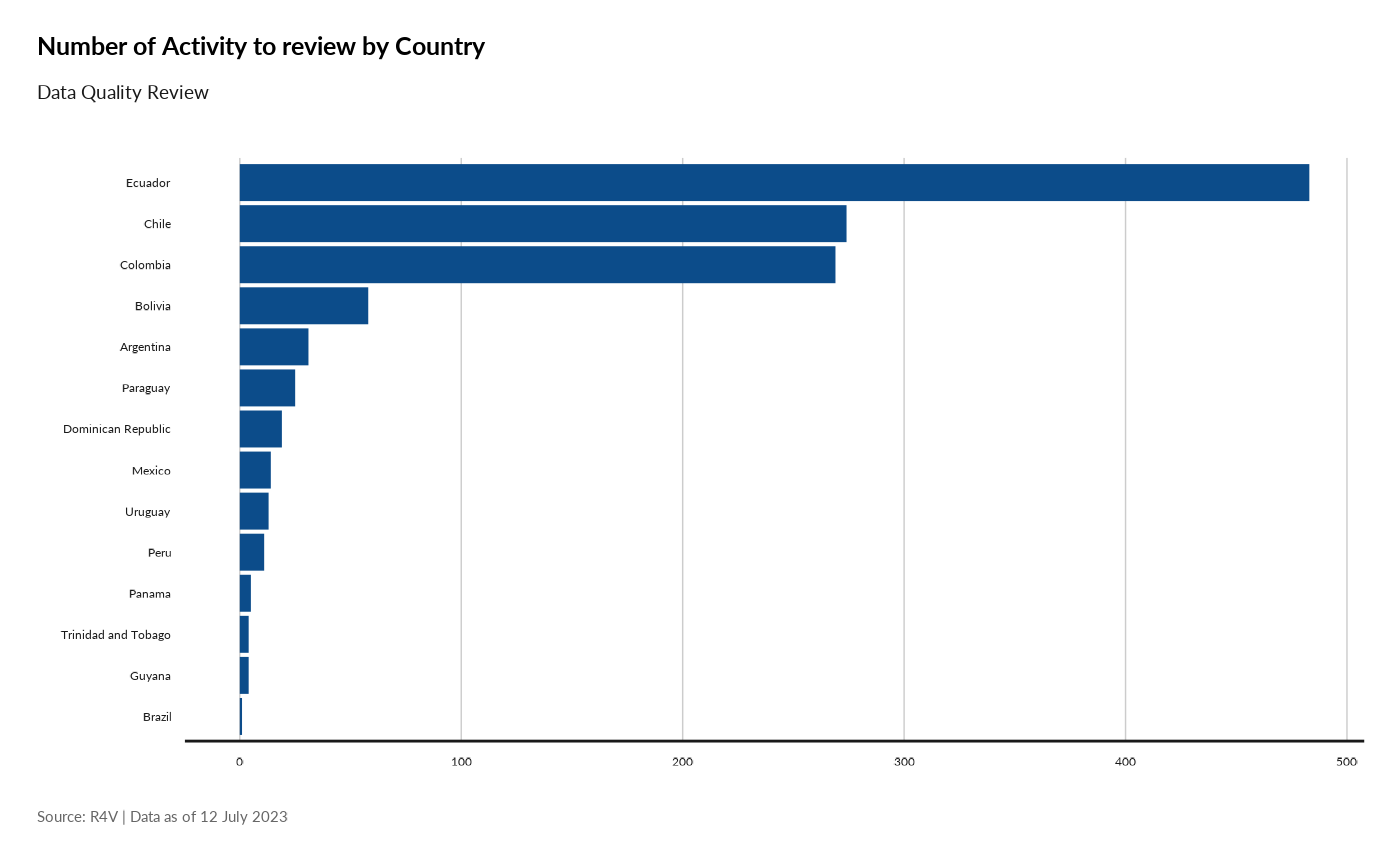 Number of Activity to review by Country
Data Quality Review
Ecuador
Chile
Colombia
Bolivia
Argentina
Paraguay
Dominican Republic
Mexico
Uruguay
Peru
Panama
Trinidad and Tobago
Guyana
Brazil
0 100 200 300 400 500
Source: R4V | Data as of 12 July 2023